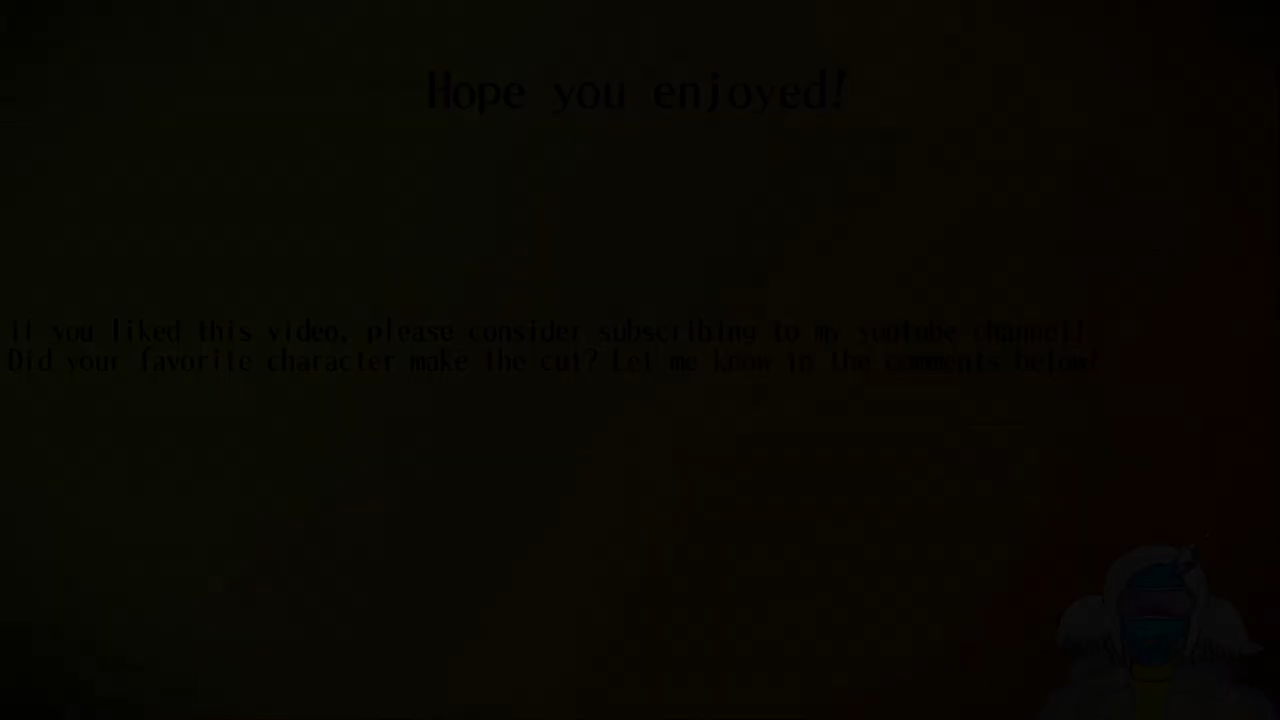 Hope you enjoyed!
If you liked this video, please consider subscribing to my youtube channel!
Did your favorite character make the cut? Let me know in the comments below!